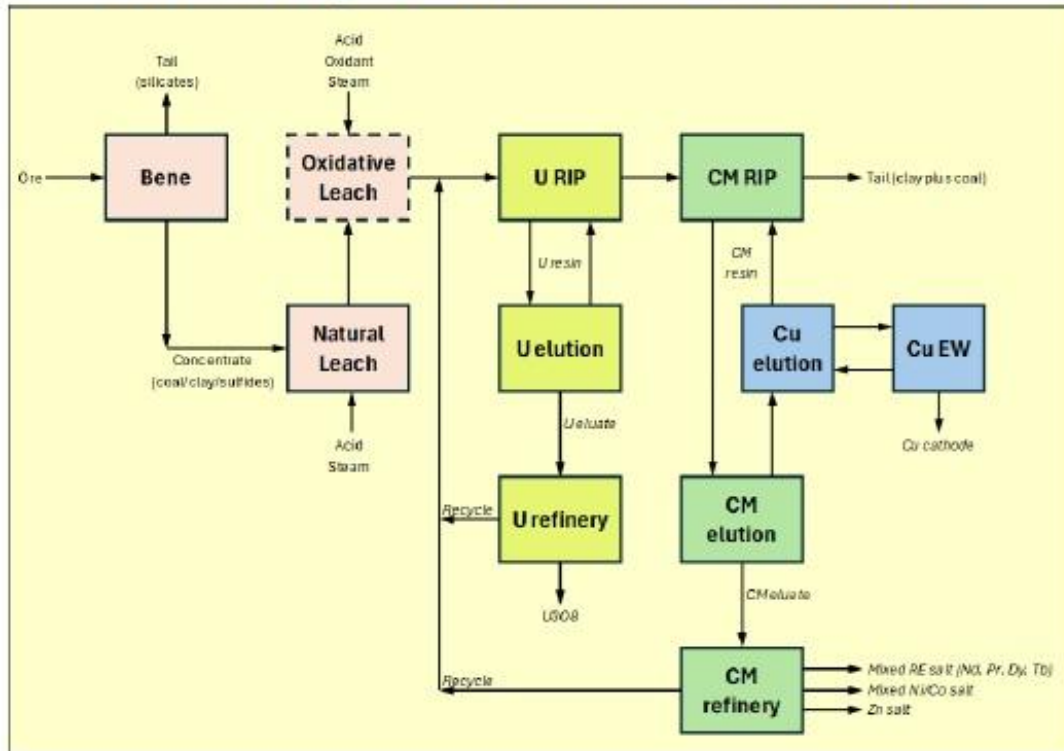 Tail
(silicates)
Acid
Oxidant
Steam
Ore
Bene
Oxidative
Leach
U RIP
CM RIP
Tail (clay plus coal)
U resin
CM
resin
Natural
Leach
Concentrate
(coal/clay/sulfides)
U elution
Cu
elution
Cu EW
U eluate
Acid
Steam
Cu cathode
Recycle
U refinery
CM
elution
U3O8
CM eluate
Recycle
CM
refinery
Mixed RE salt (Nd, Pr, Dy, Tb)
Mixed Ni/Co salt
Zn salt